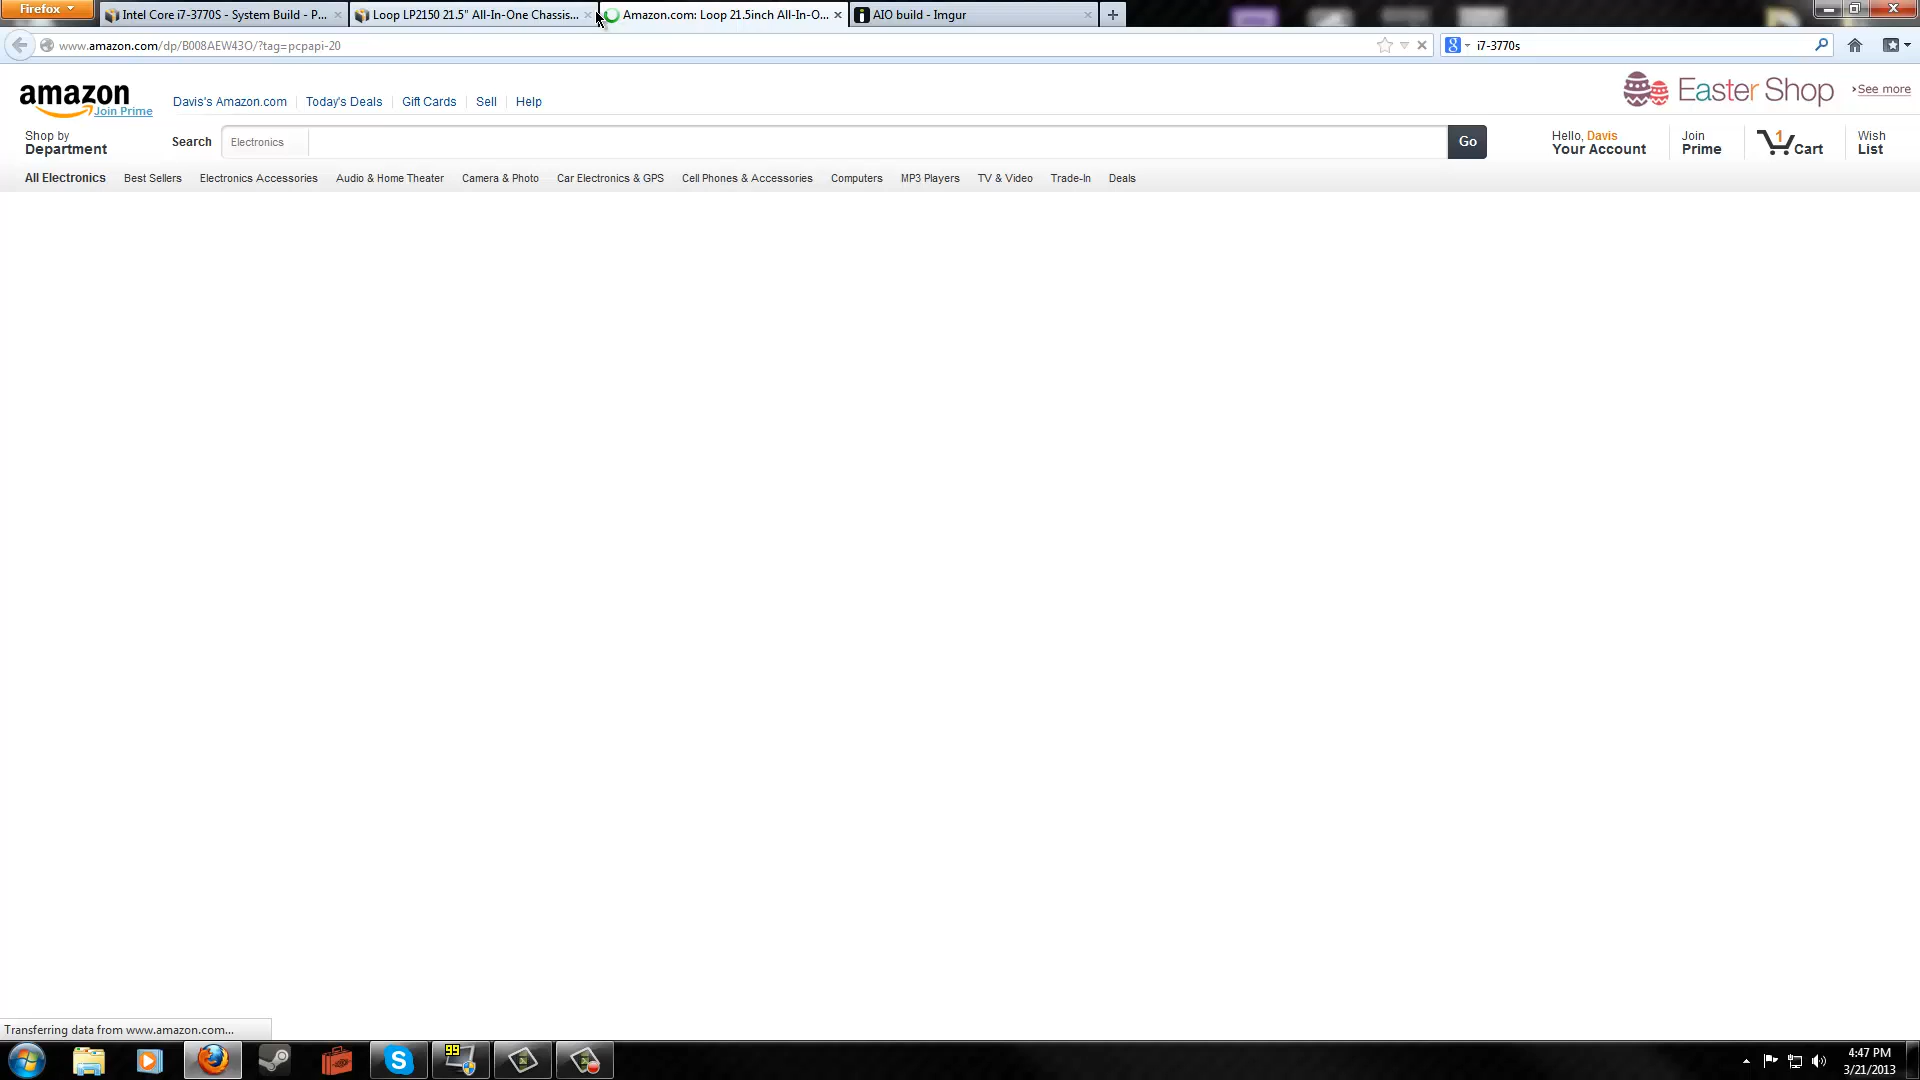 Firefox
Intel Core i7-3770S - System Build - P...
Loop LP2150 21.5" All-In-One Chassis...
Amazon.com: Loop 21.5inch All-In-O...
AIO build - Imgur
www.amazon.com/dp/B008AEW43O/?tag=pcpapi-20
i7-3770s
amazon
Join Prime
Davis's Amazon.com
Today's Deals
Gift Cards
Sell
Help
Easter Shop
See more
Shop by
Department
Search
Electronics
Go
Hello, Davis
Your Account
Join
Prime
1
Cart
Wish
List
All Electronics
Best Sellers
Electronics Accessories
Audio & Home Theater
Camera & Photo
Car Electronics & GPS
Cell Phones & Accessories
Computers
MP3 Players
TV & Video
Trade-In
Deals
Transferring data from www.amazon.com...
99
4:47 PM
3/21/2013